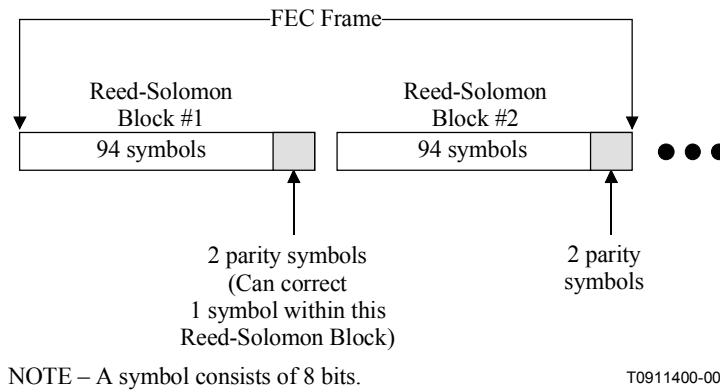 FEC Frame
Reed-Solomon
Block #1
Reed-Solomon
Block #2
94 symbols
94 symbols
2 parity symbols
(Can correct
1 symbol within this
Reed-Solomon Block)
2 parity
symbols
NOTE – A symbol consists of 8 bits.
T0911400-00